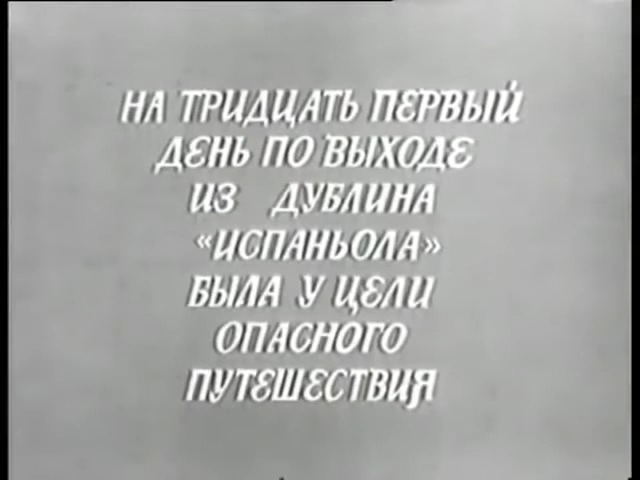 НА ТРИДЦАТЬ ПЕРВЫЙ
ДЕНЬ ПО ВЫХОДЕ
ИЗ ДУБЛИНА
«ИСПАНЬОЛА»
БЫЛА У ЦЕЛИ
ОПАСНОГО
ПУТЕШЕСТВИЯ